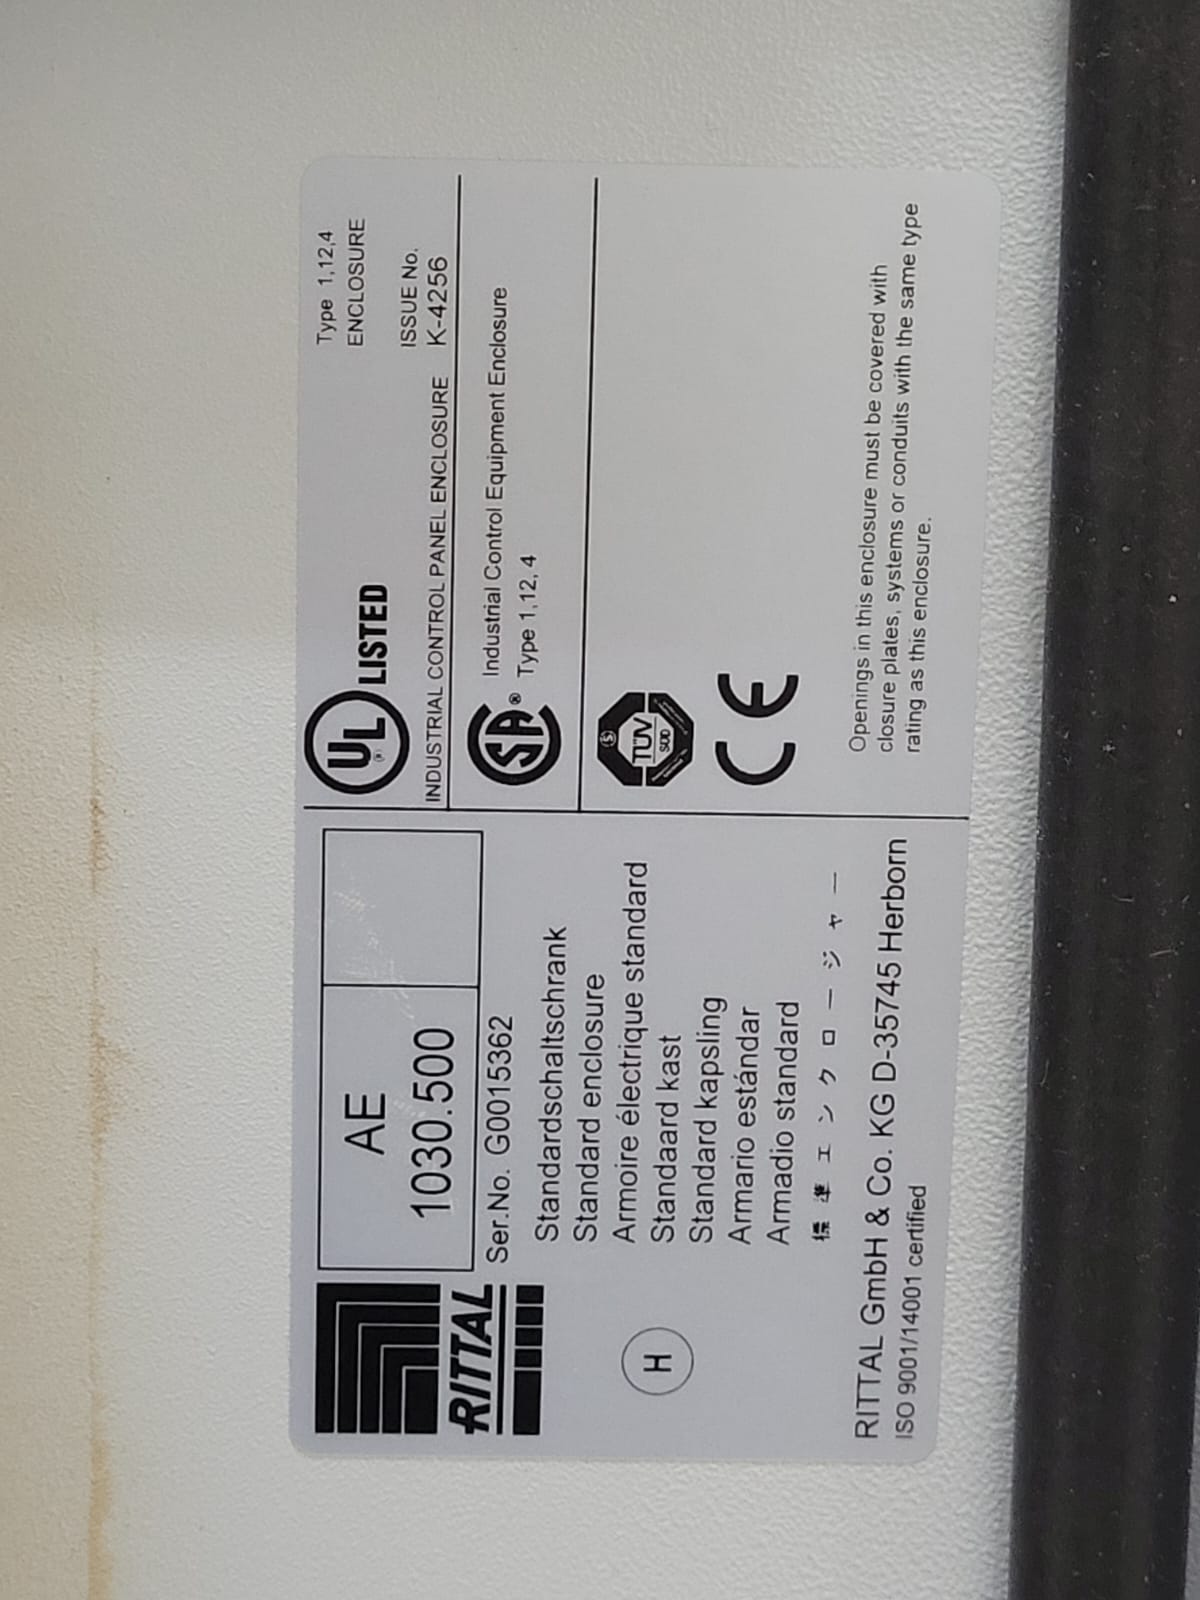 RITTAL
AE
1030.500
Ser.No. G0015362
H
Standardschaltschrank
Standard enclosure
Armoire électrique standard
Standaard kast
Standard kapsling
Armario estándar
Armadio standard
標準エンクロージャー
RITTAL GmbH & Co. KG D-35745 Herborn
ISO 9001/14001 certified
UL ® LISTED
Type 1,12,4
ENCLOSURE
ISSUE No.
INDUSTRIAL CONTROL PANEL ENCLOSURE K-4256
CSA ® Industrial Control Equipment Enclosure
Type 1,12, 4
S
TÜV
SÜD
CE
Openings in this enclosure must be covered with
closure plates, systems or conduits with the same type
rating as this enclosure.